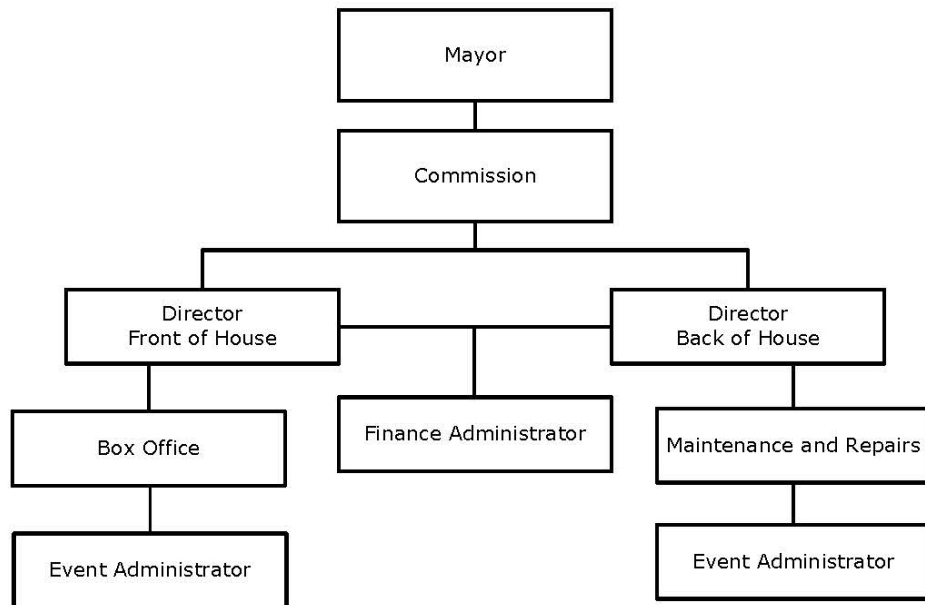 Mayor
Commission
Director
Front of House
Director
Back of House
Box Office
Finance Administrator
Maintenance and Repairs
Event Administrator
Event Administrator